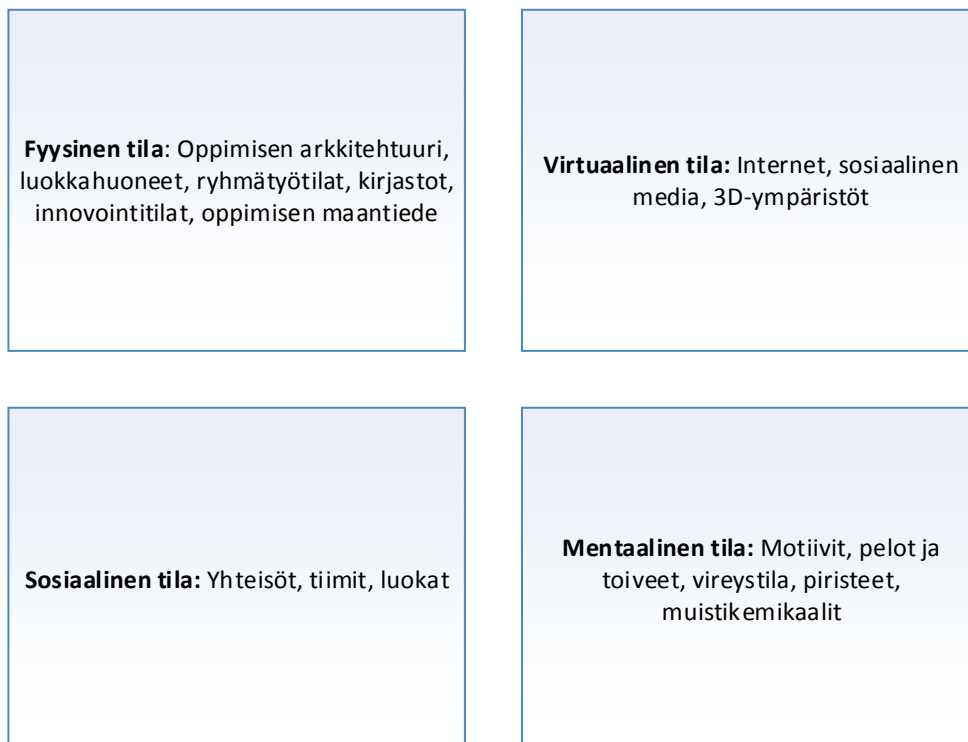 Fyysinen tila: Oppimisen arkkitehtuuri,
luokkahuoneet, ryhmätyötilat, kirjastot,
innovointitilat, oppimisen maantiede
Virtuaalinen tila: Internet, sosiaalinen
media, 3D-ympäristöt
Sosiaalinen tila: Yhteisöt, tiimit, luokat
Mentaalinen tila: Motiivit, pelot ja
toiveet, vireystila, piristeet,
muistikemikaalit